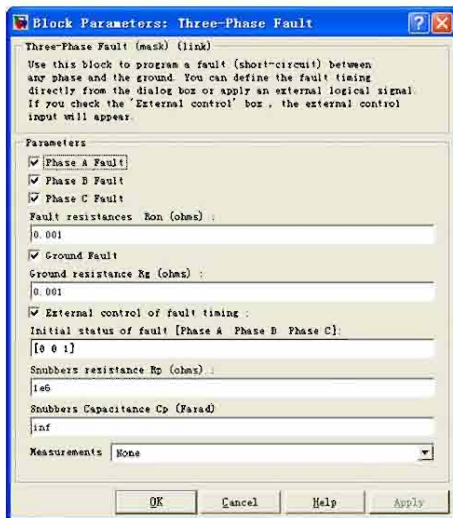 Block Parameters: Three-Phase Fault
Three-Phase Fault (mask) (link)
Use this block to program a fault (short-circuit) between
any phase and the ground. You can define the fault timing
directly from the dialog box or apply an external logical signal.
If you check the 'External control' box , the external control
input will appear.
Parameters
Phase A Fault
Phase B Fault
Phase C Fault
Fault resistances Ron (ohms) :
0.001
Ground Fault
Ground resistance Rg (ohms) :
0.001
External control of fault timing :
Initial status of fault [Phase A Phase B Phase C]:
[0 0 1]
Snubbers resistance Rp (ohms) :
1e6
Snubbers Capacitance Cp (Farad)
inf
Measurements None
OK Cancel Help Apply